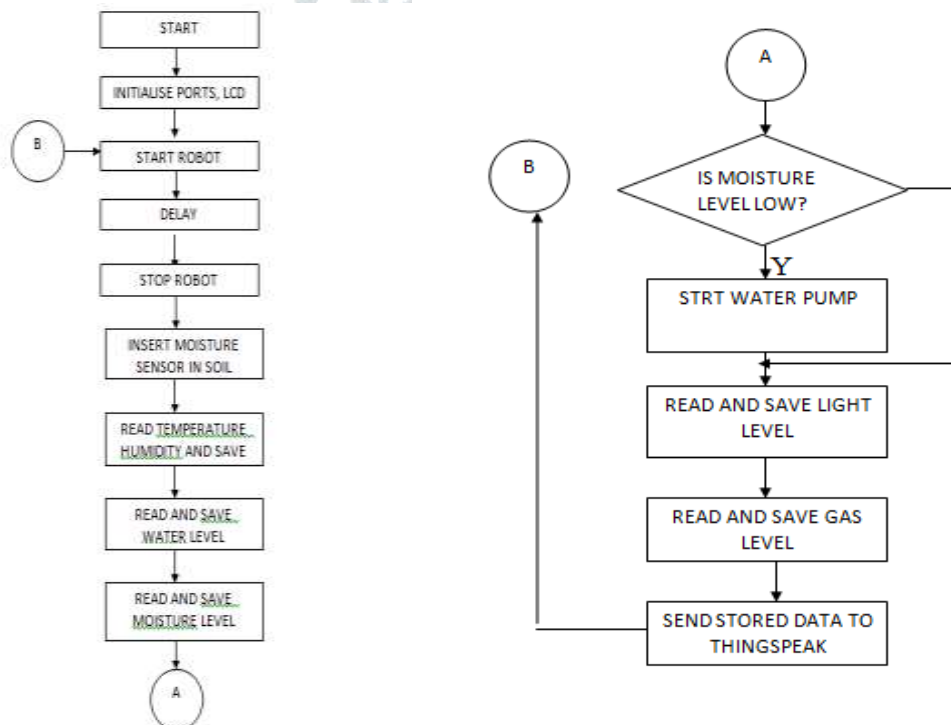 START
INITIALISE PORTS, LCD
B
START ROBOT
DELAY
STOP ROBOT
INSERT MOISTURE
SENSOR IN SOIL
READ TEMPERATURE
HUMIDITY AND SAVE
READ AND SAVE
WATER LEVEL
READ AND SAVE
MOISTURE LEVEL
A
A
B
IS MOISTURE
LEVEL LOW?
Y
STRT WATER PUMP
READ AND SAVE LIGHT
LEVEL
READ AND SAVE GAS
LEVEL
SEND STORED DATA TO
THINGSPEAK